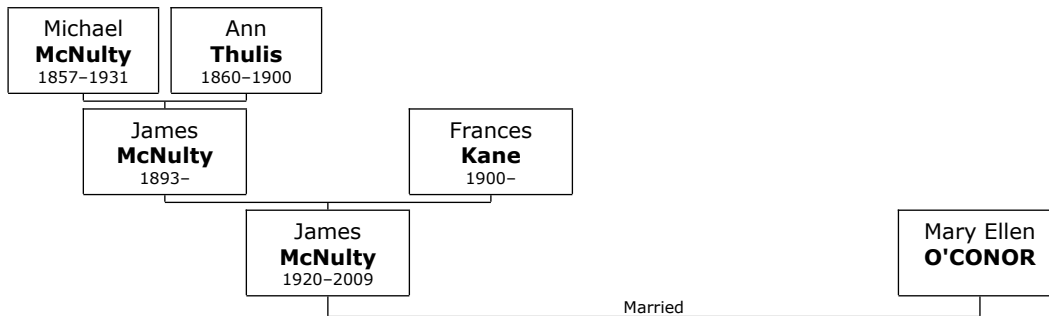 Michael
McNulty
1857–1931
Ann
Thulis
1860–1900
James
McNulty
1893–
Frances
Kane
1900–
James
McNulty
1920–2009
Mary Ellen
O'CONOR
Married